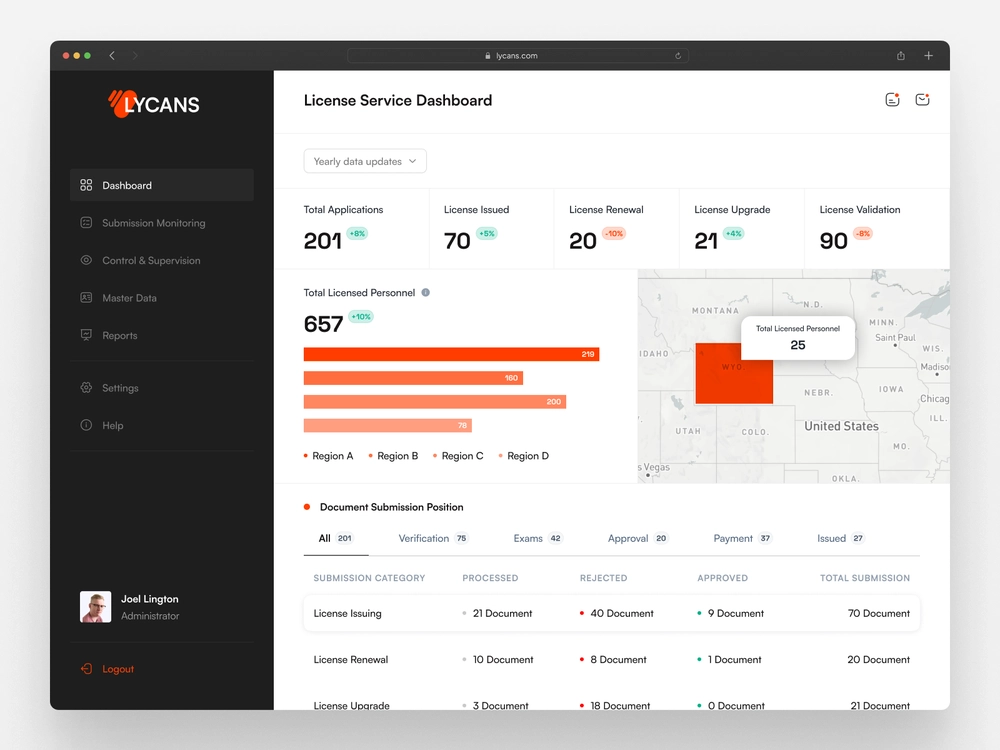 lycans.com
LYCANS
Dashboard
Submission Monitoring
Control & Supervision
Master Data
Reports
Settings
Help
Joel Lington
Administrator
Logout
License Service Dashboard
Yearly data updates
Total Applications
201 +8%
License Issued
70 +5%
License Renewal
20 -10%
License Upgrade
21 +4%
License Validation
90 -8%
Total Licensed Personnel
657 +10%
219
160
200
78
Region A Region B Region C Region D
MONTANA
N.D.
MINN.
Saint Paul
WIS.
IDAHO
Madiso
WYO
Total Licensed Personnel
25
NEBR.
IOWA
Chicag
ILL.
UTAH
COLO.
United States
MO.
s Vegas
OKLA.
Document Submission Position
All 201 Verification 75 Exams 42 Approval 20 Payment 37 Issued 27
SUBMISSION CATEGORY PROCESSED REJECTED APPROVED TOTAL SUBMISSION
License Issuing 21 Document 40 Document 9 Document 70 Document
License Renewal 10 Document 8 Document 1 Document 20 Document
License Upgrade 3 Document 18 Document 0 Document 21 Document